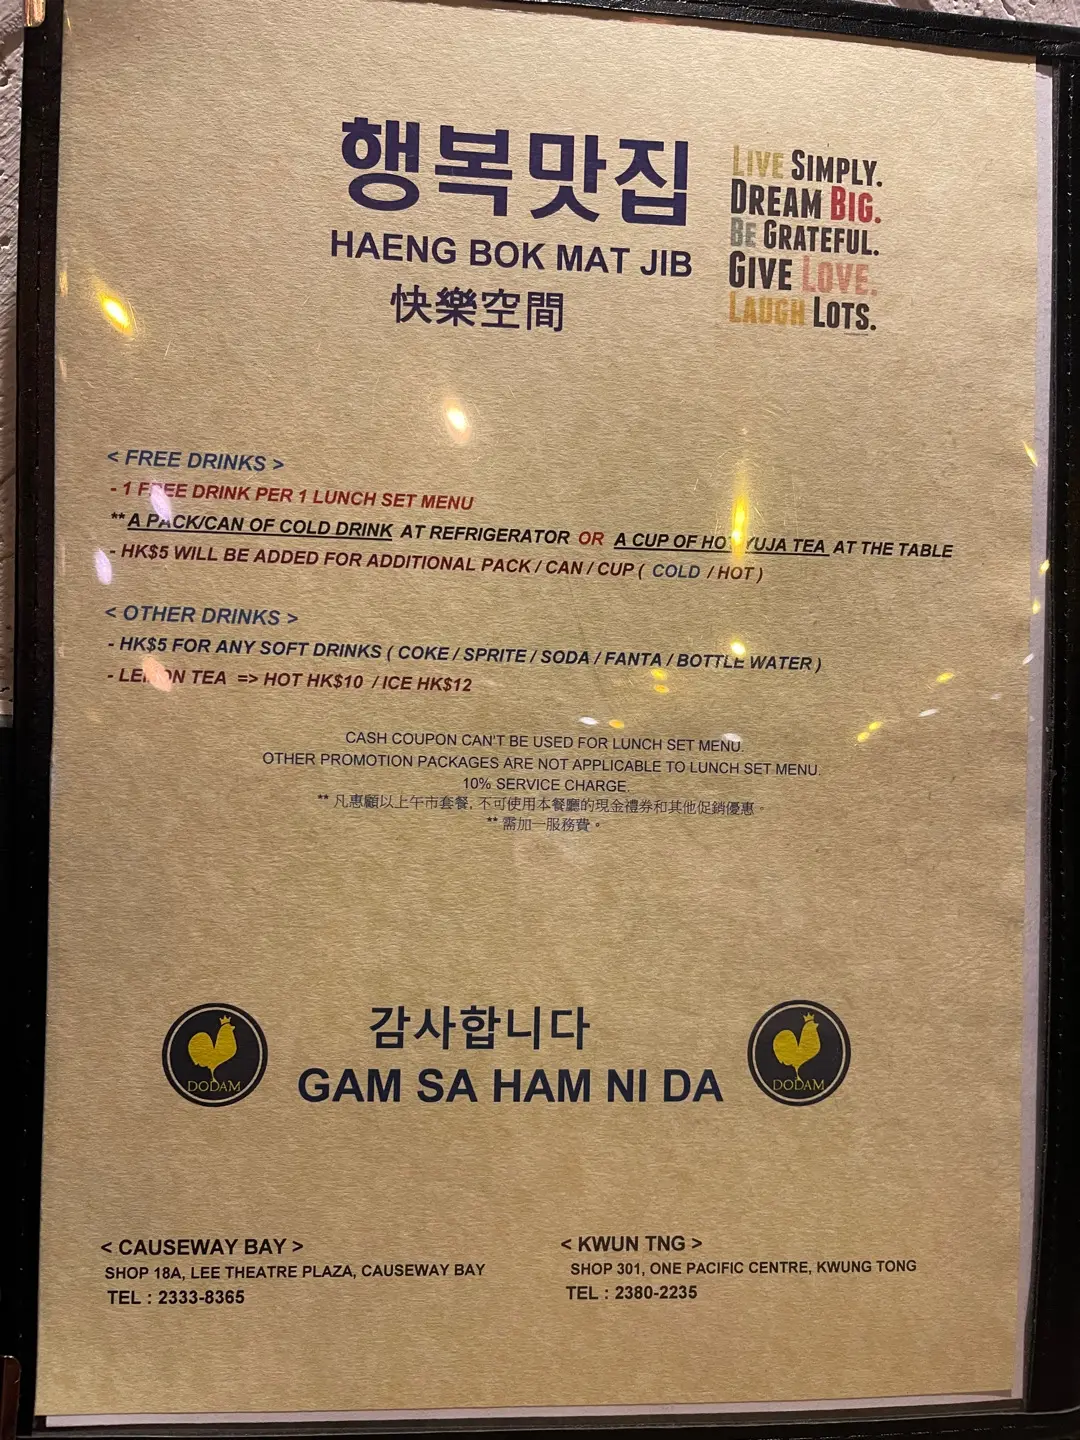 행복맛집
HAENG BOK MAT JIB
快樂空間
LIVE SIMPLY.
DREAM BIG.
BE GRATEFUL.
GIVE LOVE.
LAUGH LOTS.
< FREE DRINKS >
- 1 FREE DRINK PER 1 LUNCH SET MENU
** A PACK/CAN OF COLD DRINK AT REFRIGERATOR OR A CUP OF HOT YUJA TEA AT THE TABLE
- HK$5 WILL BE ADDED FOR ADDITIONAL PACK / CAN / CUP ( COLD / HOT )
< OTHER DRINKS >
- HK$5 FOR ANY SOFT DRINKS ( COKE / SPRITE / SODA / FANTA / BOTTLE WATER )
- LEMON TEA => HOT HK$10 / ICE HK$12
CASH COUPON CAN'T BE USED FOR LUNCH SET MENU.
OTHER PROMOTION PACKAGES ARE NOT APPLICABLE TO LUNCH SET MENU.
10% SERVICE CHARGE.
** 凡惠顧以上午市套餐, 不可使用本餐廳的現金禮券和其他促銷優惠。
** 需加一服務費。
감사합니다
GAM SA HAM NI DA
DODAM
DODAM
< CAUSEWAY BAY >
SHOP 18A, LEE THEATRE PLAZA, CAUSEWAY BAY
TEL : 2333-8365
< KWUN TNG >
SHOP 301, ONE PACIFIC CENTRE, KWUNG TONG
TEL : 2380-2235